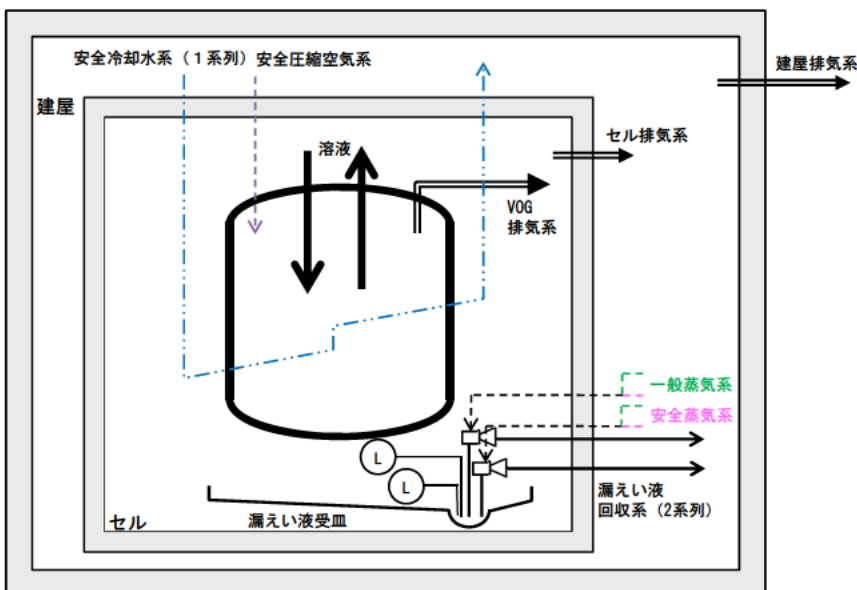 安全冷却水系（１系列）
安全圧縮空気系
建屋排気系
建屋
セル排気系
溶液
VOG
排気系
一般蒸気系
安全蒸気系
L
L
漏えい液
回収系（2系列）
漏えい液受皿
セル